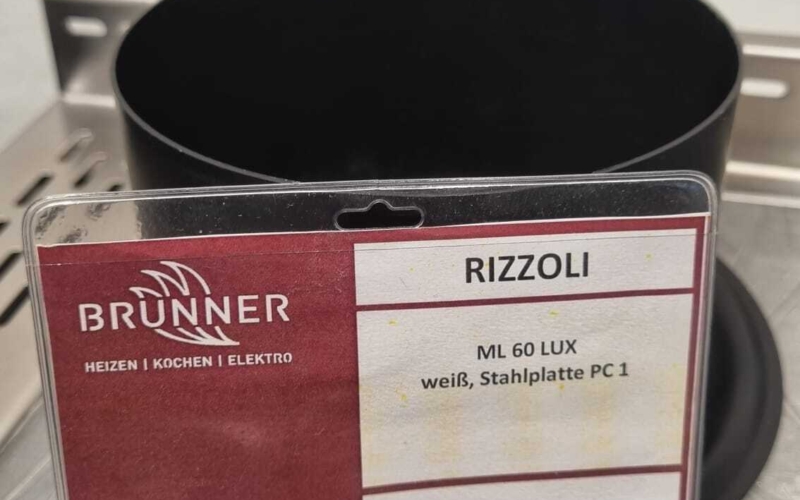 BRUNNER
HEIZEN | KOCHEN | ELEKTRO
RIZZOLI
ML 60 LUX
weiß, Stahlplatte PC 1